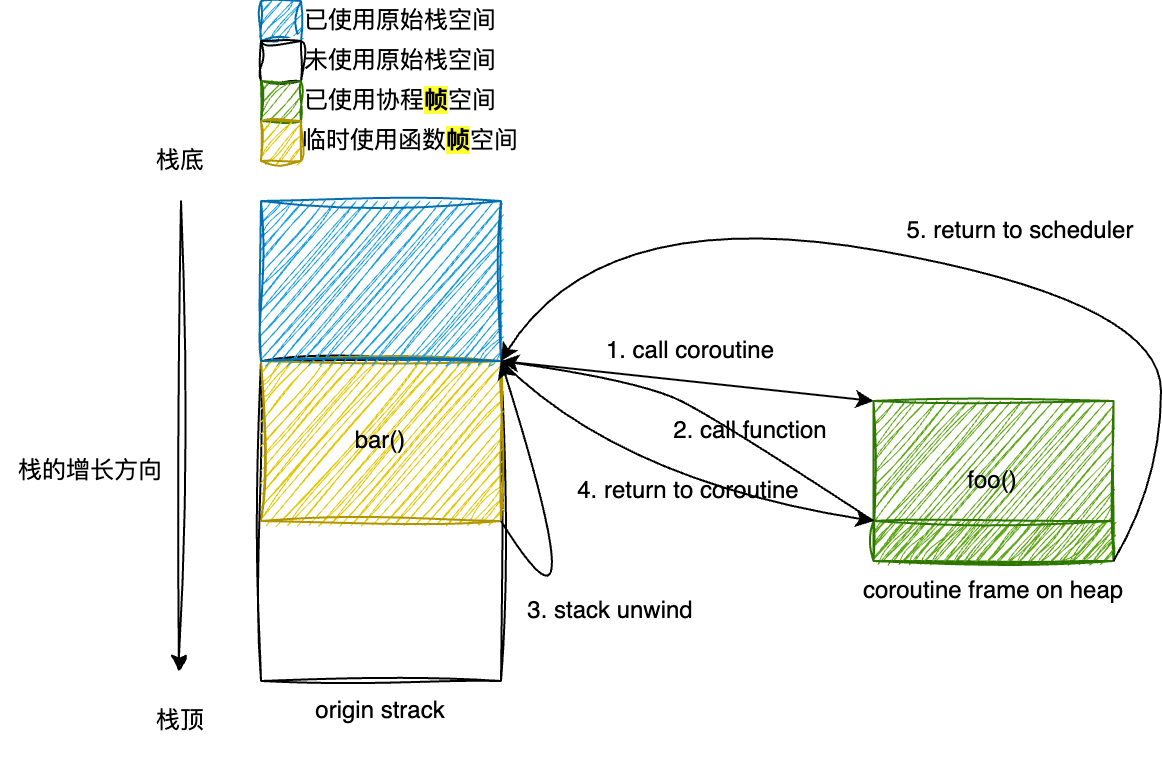 已使用原始栈空间
未使用原始栈空间
已使用协程帧空间
临时使用函数帧空间
栈底
5. return to scheduler
1. call coroutine
2. call function
bar()
栈的增长方向
foo()
4. return to coroutine
coroutine frame on heap
3. stack unwind
origin strack
栈顶